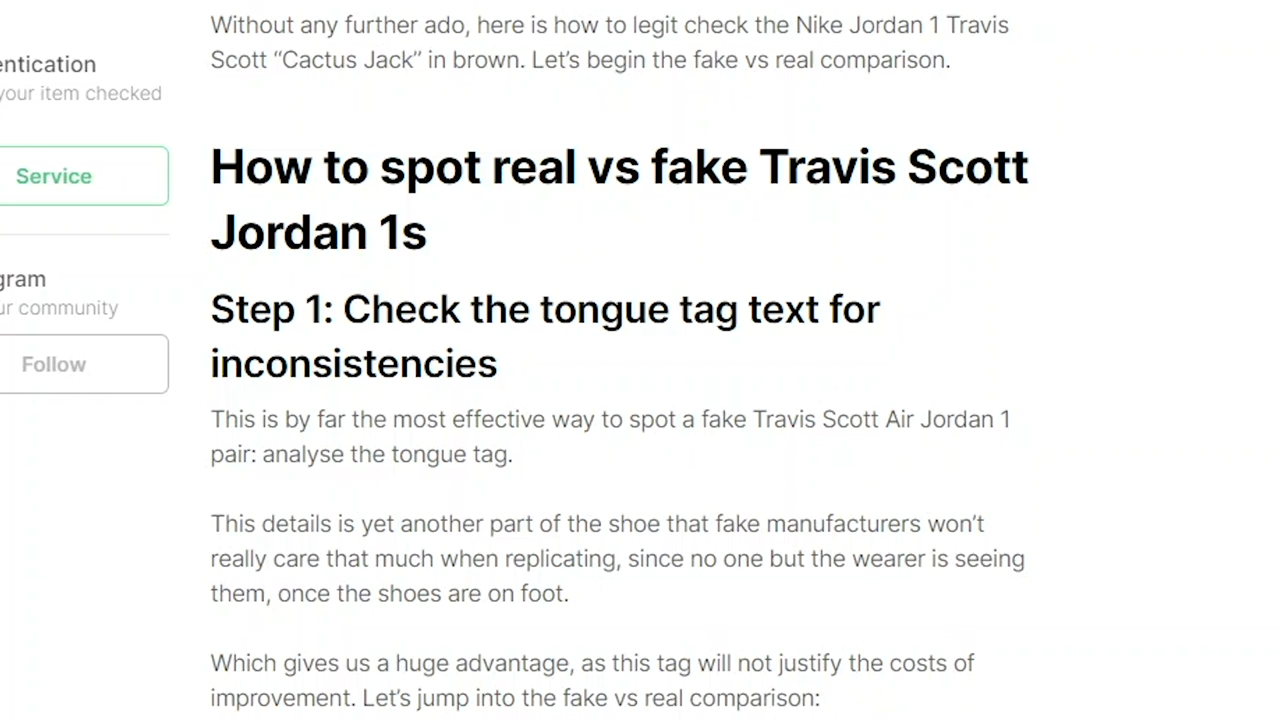 Without any further ado, here is how to legit check the Nike Jordan 1 Travis
Scott “Cactus Jack” in brown. Let’s begin the fake vs real comparison.
entication
your item checked
Service
gram
ur community
Follow
How to spot real vs fake Travis Scott
Jordan 1s
Step 1: Check the tongue tag text for
inconsistencies
This is by far the most effective way to spot a fake Travis Scott Air Jordan 1
pair: analyse the tongue tag.
This details is yet another part of the shoe that fake manufacturers won’t
really care that much when replicating, since no one but the wearer is seeing
them, once the shoes are on foot.
Which gives us a huge advantage, as this tag will not justify the costs of
improvement. Let’s jump into the fake vs real comparison: